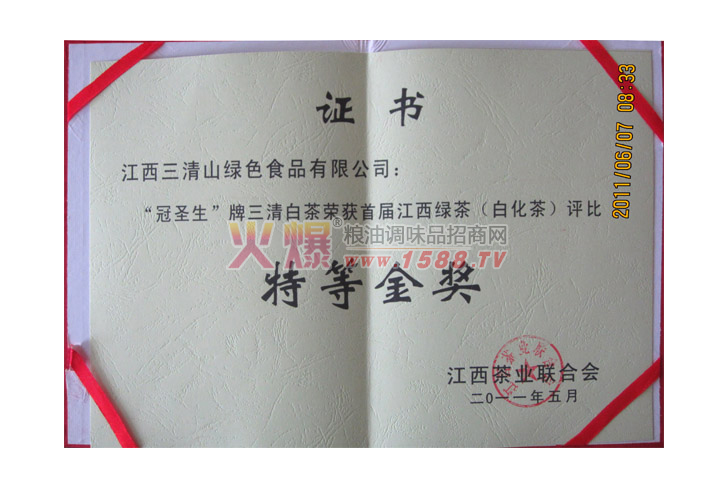 证 书
江西三清山绿色食品有限公司：
“冠圣生”牌三清白茶荣获首届江西绿茶（白化茶）评比
火爆®粮油调味品招商网
www.1588.TV
特等金奖
江西茶业联合会
二〇一一年五月
2011/06/07 08:33